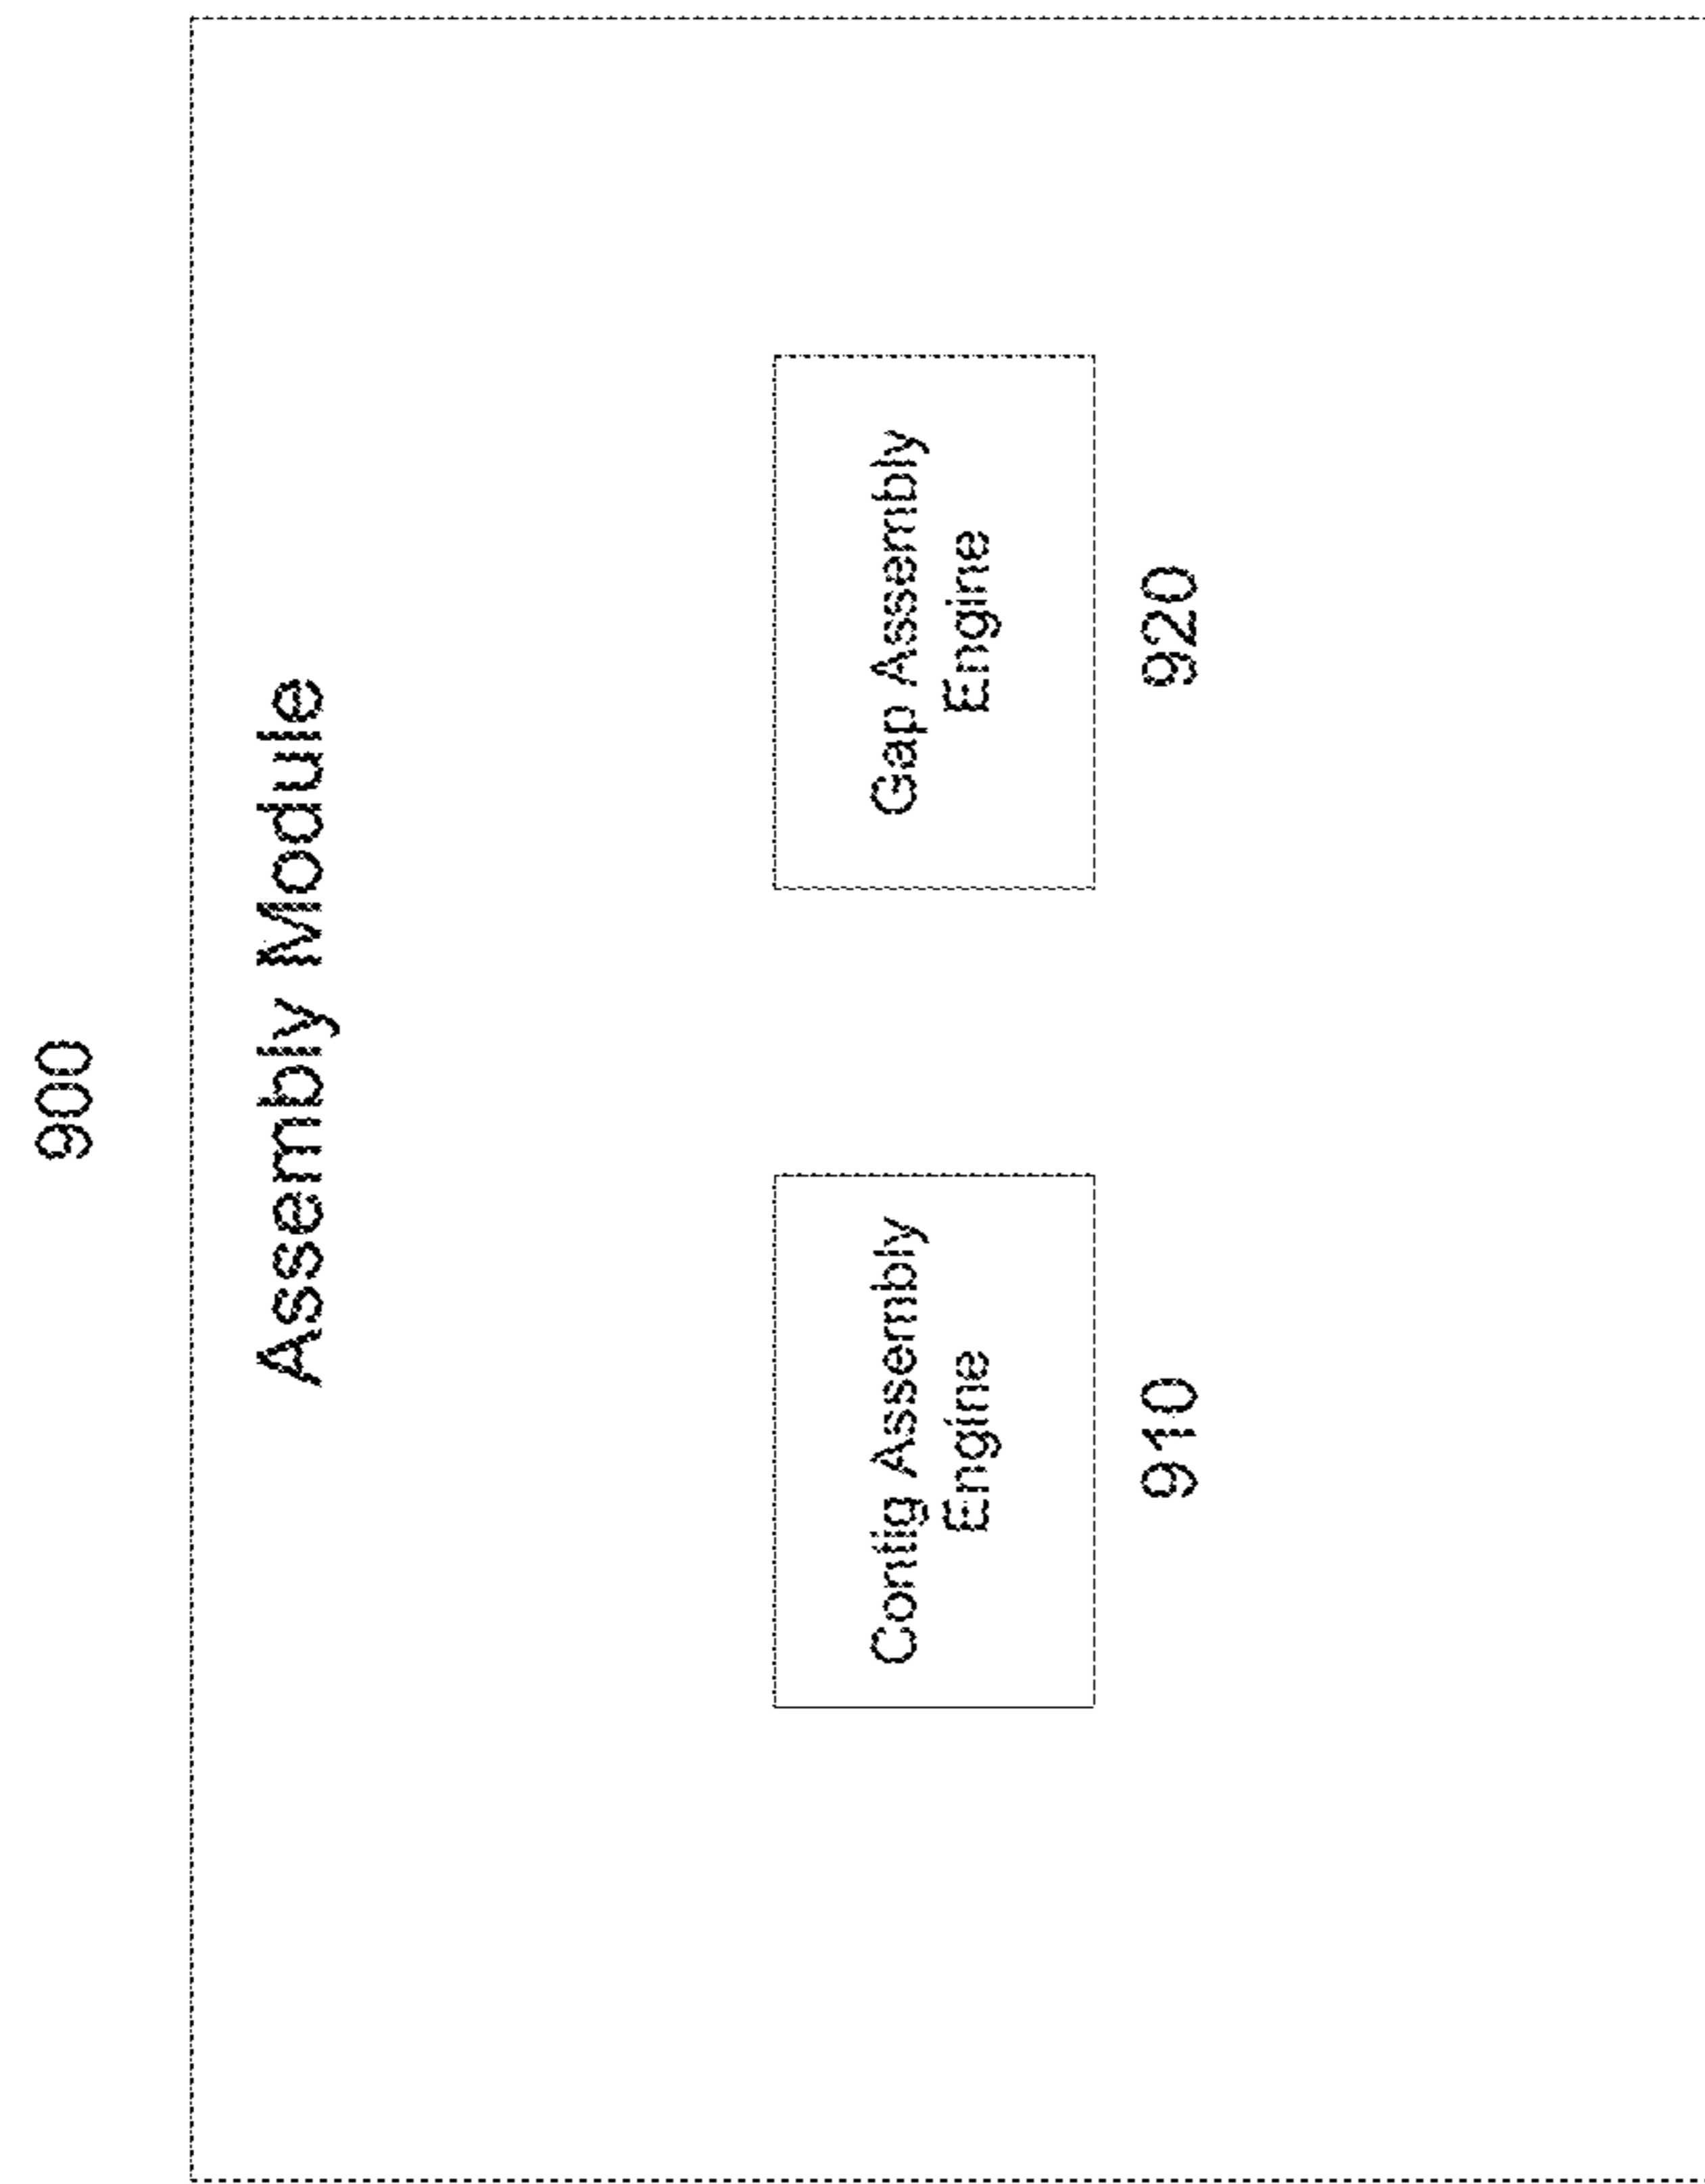 900
Assembly Module
Contig Assembly
Engine
910
Gap Assembly
Engine
920